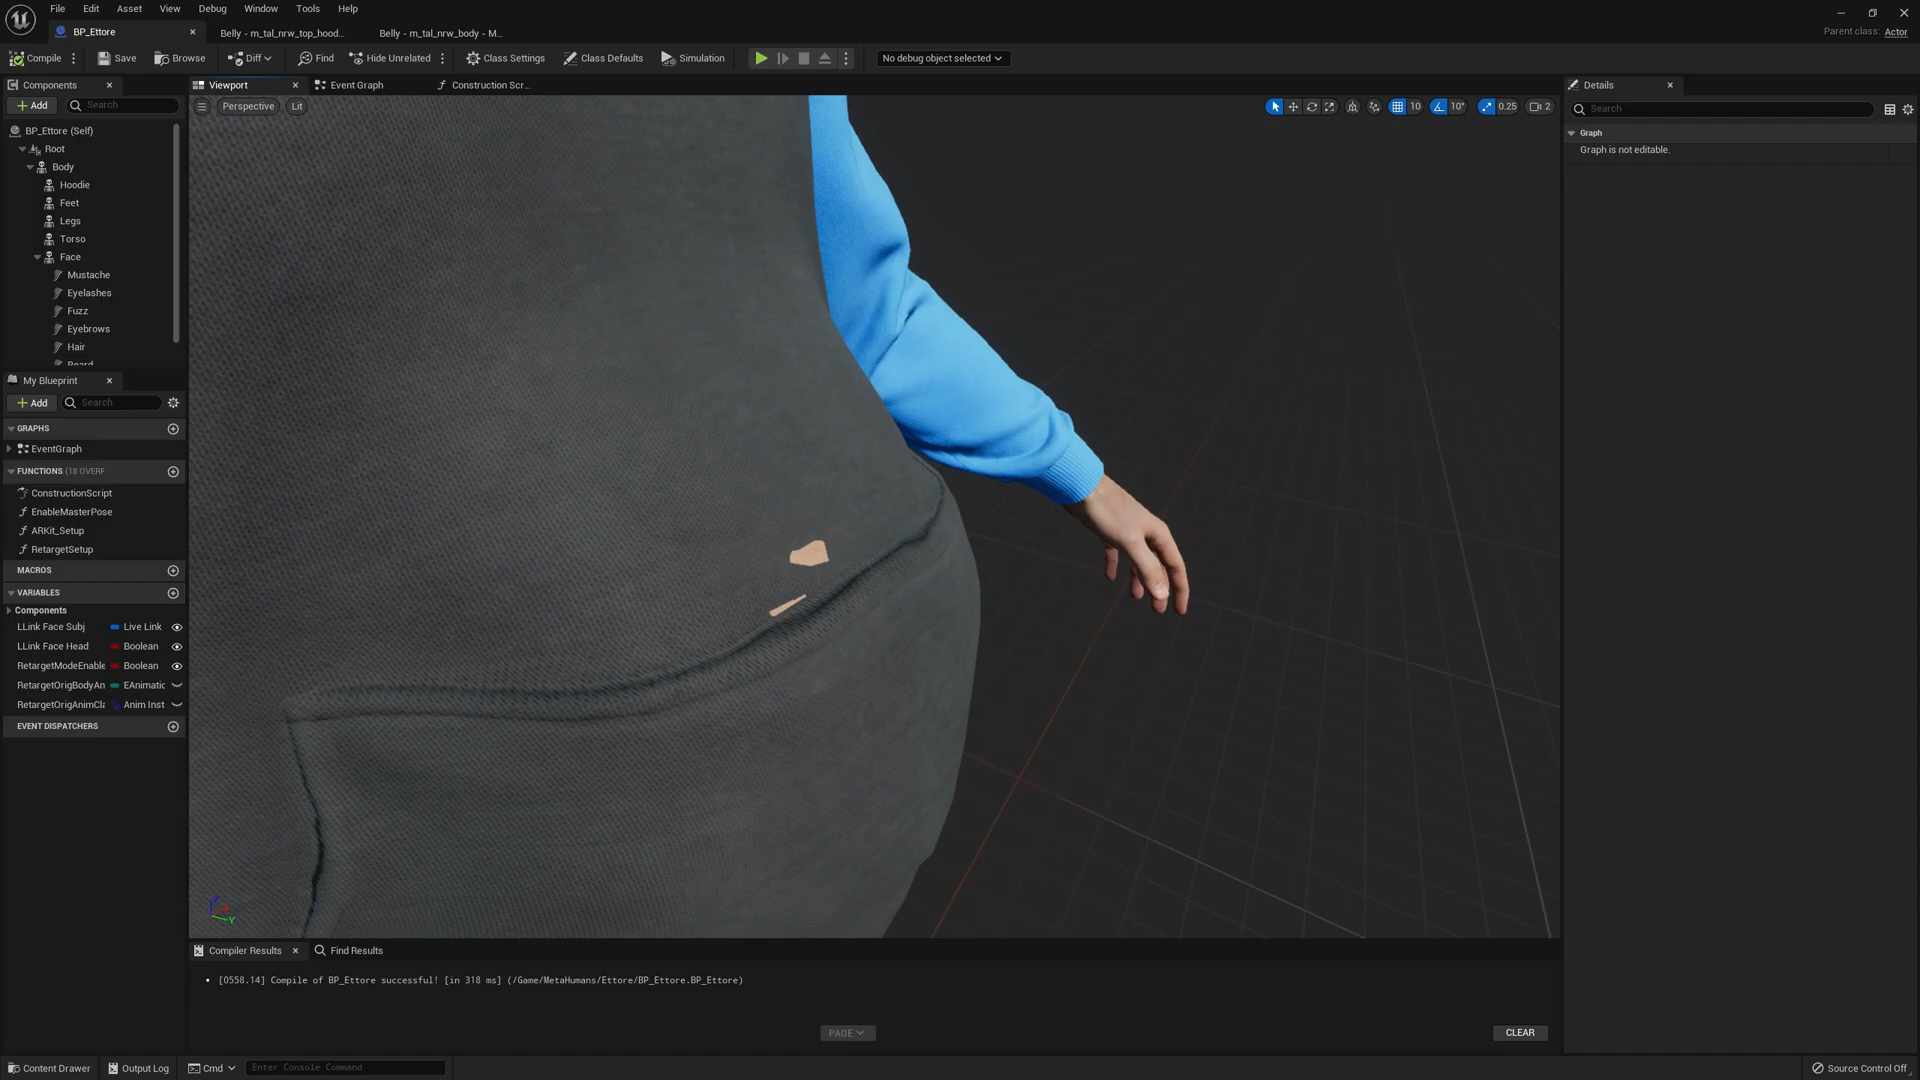 File Edit Asset View Debug Window Tools Help
BP_Ettore
Belly - m_tal_nrw_top_hood...
Belly - m_tal_nrw_body - M...
Parent class: Actor
Compile
Save
Browse
Diff
Find
Hide Unrelated
Class Settings
Class Defaults
Simulation
No debug object selected
Components
Viewport
Event Graph
Construction Scr...
Details
Add
Search
Perspective
Lit
10
10°
0.25
2
Search
BP_Ettore (Self)
Root
Body
Hoodie
Feet
Legs
Torso
Face
Mustache
Eyelashes
Fuzz
Eyebrows
Hair
Beard
Graph
Graph is not editable.
My Blueprint
Add
Search
GRAPHS
EventGraph
FUNCTIONS (18 OVERF
ConstructionScript
EnableMasterPose
ARKit_Setup
RetargetSetup
MACROS
VARIABLES
Components
LLink Face Subj Live Link
LLink Face Head Boolean
RetargetModeEnable Boolean
RetargetOrigBodyAn EAnimatic
RetargetOrigAnimCla Anim Inst
EVENT DISPATCHERS
Z
Y
Compiler Results
Find Results
• [0558.14] Compile of BP_Ettore successful! [in 318 ms] (/Game/MetaHumans/Ettore/BP_Ettore.BP_Ettore)
PAGE
CLEAR
Content Drawer
Output Log
Cmd
Enter Console Command
Source Control Off